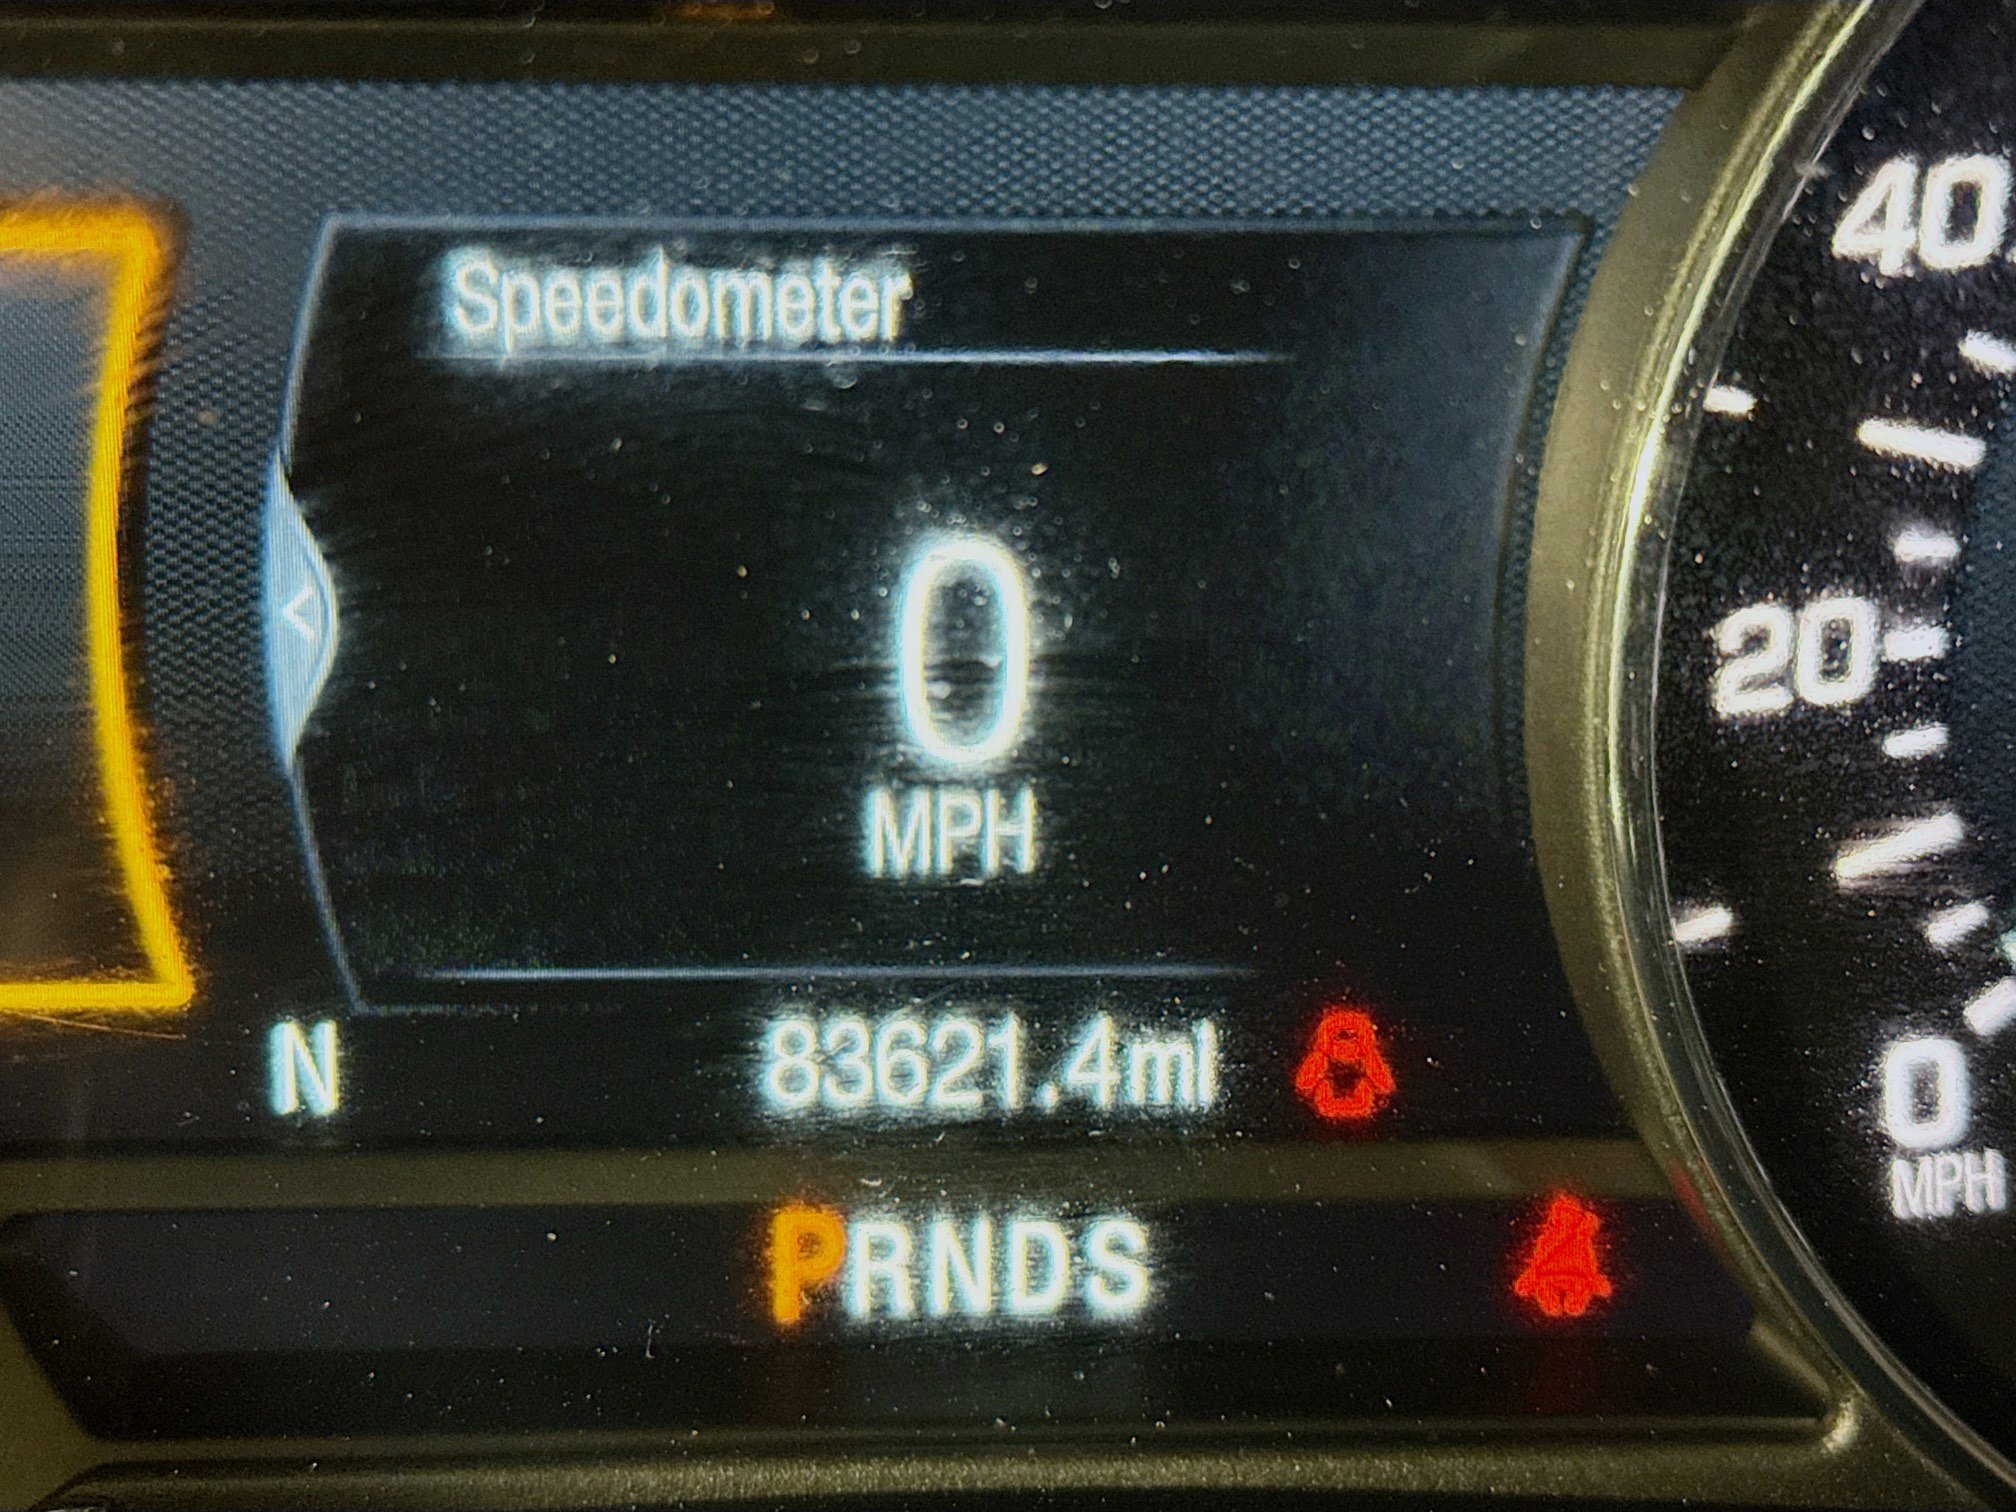 Speedometer
0
MPH
N 83621.4mi
PRNDS
40
20
0
MPH